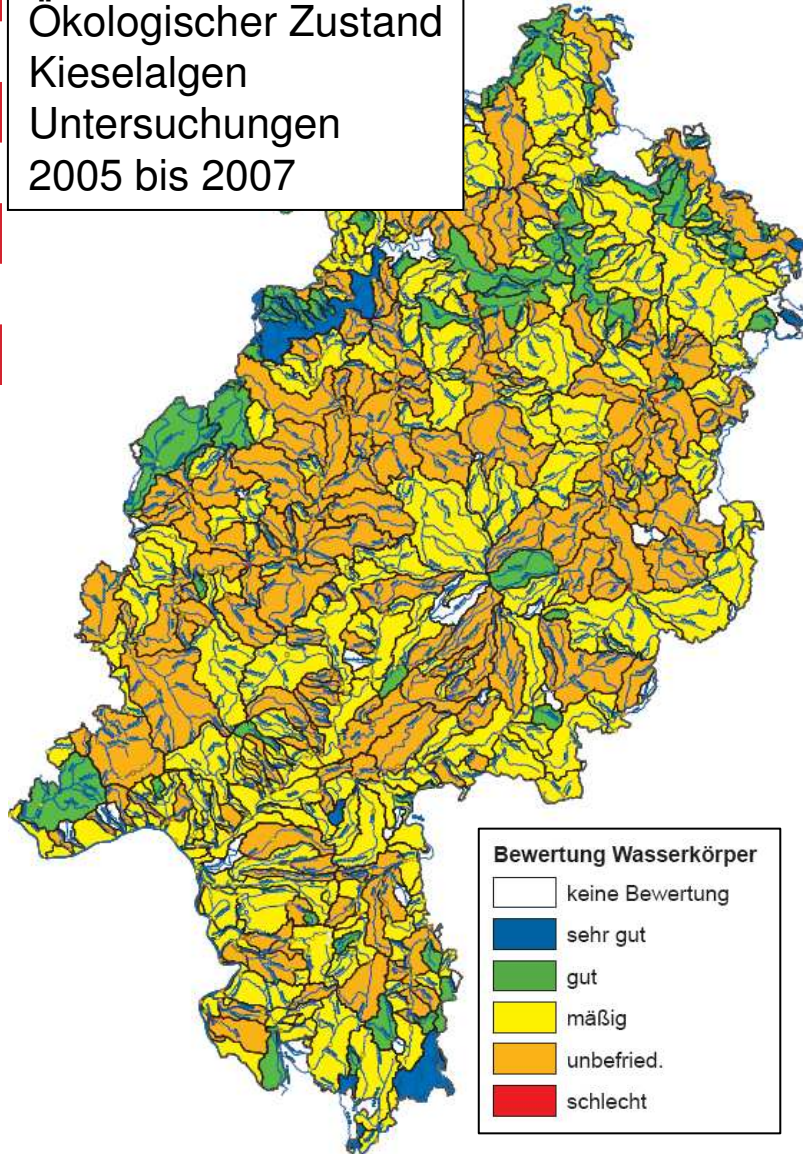 Ökologischer Zustand
Kieselalgen
Untersuchungen
2005 bis 2007
Bewertung Wasserkörper
keine Bewertung
sehr gut
gut
mäßig
unbefried.
schlecht